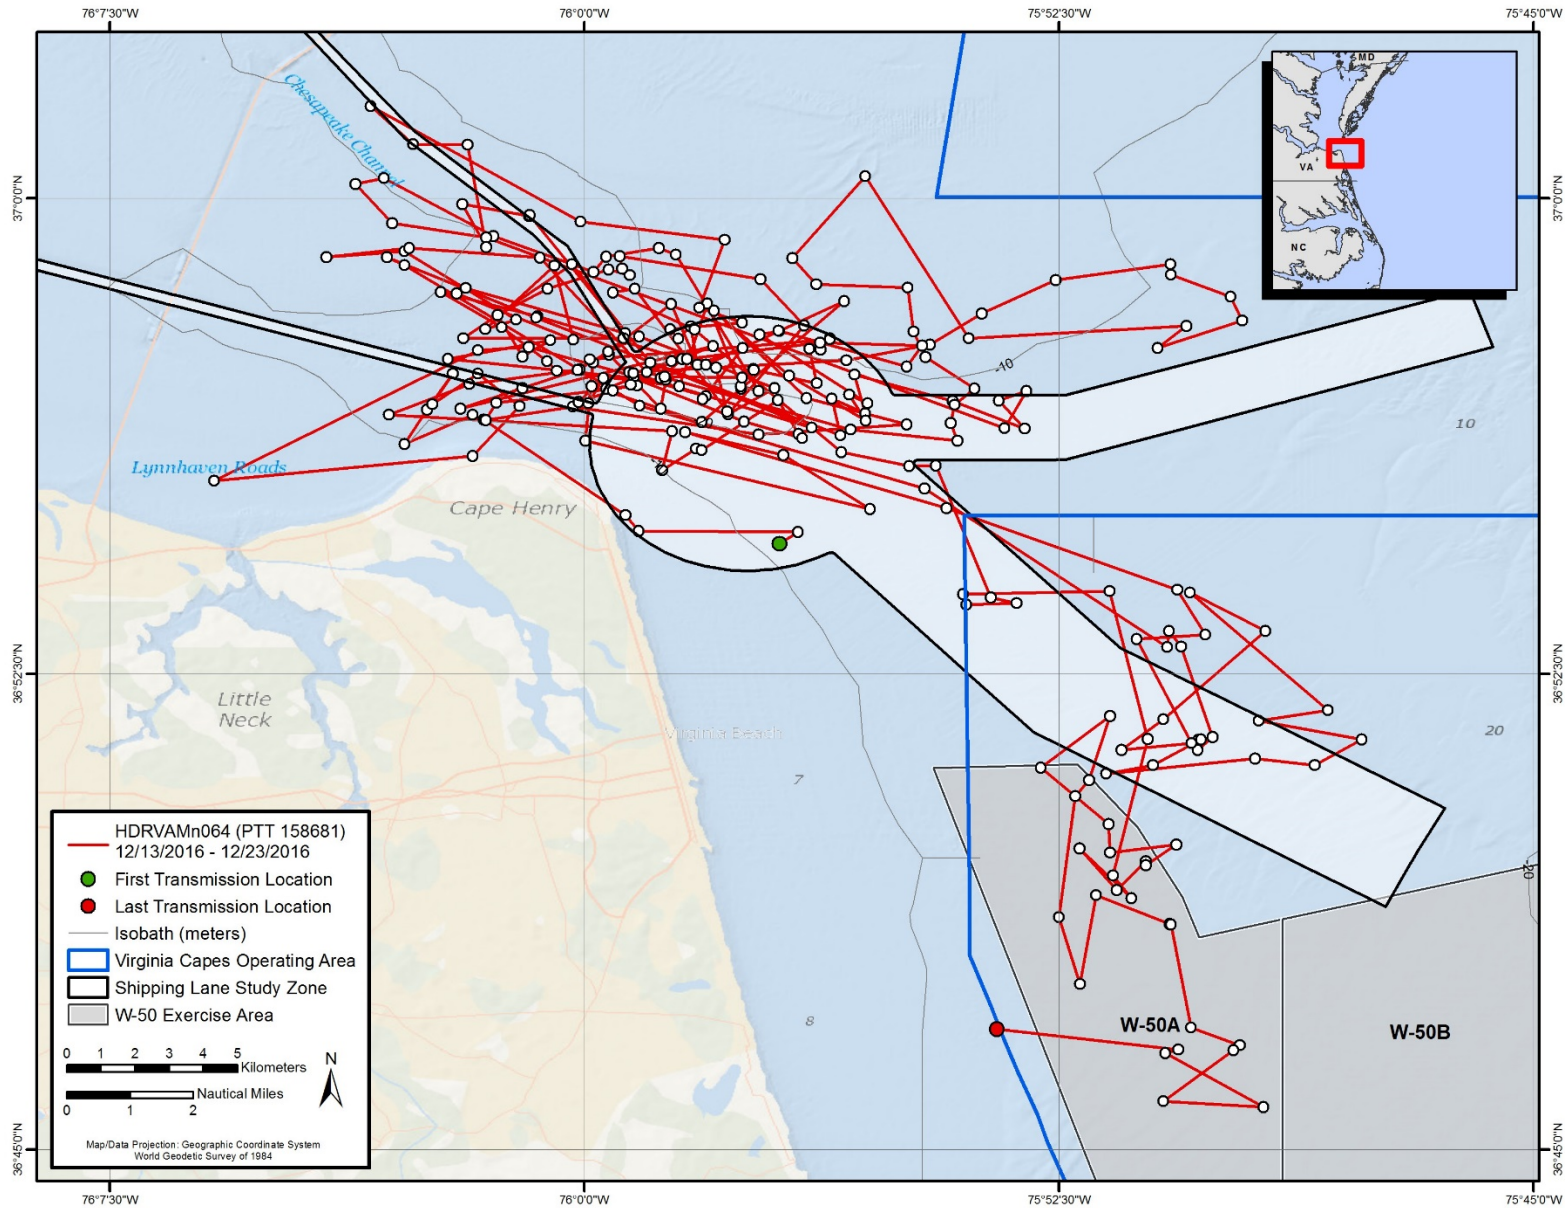 76°7'30"W
76°0'0"W
75°52'30"W
75°45'0"W
MD
VA
NC
Chesapeake Channel
37°0'0"N
37°0'0"N
-10
10
Lynnhaven Roads
Cape Henry
36°52'30"N
36°52'30"N
Little
Neck
Virginia Beach
7
20
-20
8
W-50A
W-50B
HDRVAMn064 (PTT 158681)
12/13/2016 - 12/23/2016
First Transmission Location
Last Transmission Location
Isobath (meters)
Virginia Capes Operating Area
Shipping Lane Study Zone
W-50 Exercise Area
0 1 2 3 4 5
Kilometers
N
Nautical Miles
0 1 2
Map/Data Projection: Geographic Coordinate System
World Geodetic Survey of 1984
36°45'0"N
36°45'0"N
76°7'30"W
76°0'0"W
75°52'30"W
75°45'0"W